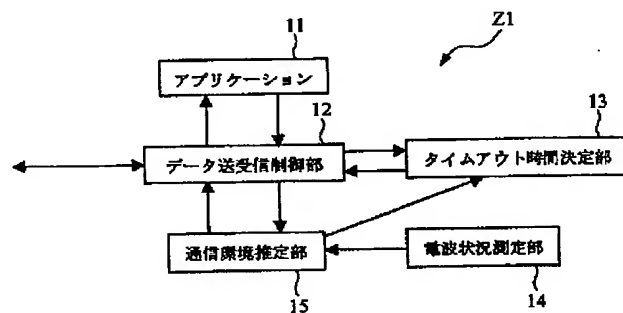 Z1
11
アプリケーション
12
13
データ送受信制御部
タイムアウト時間決定部
通信環境推定部
電波状況測定部
15
14